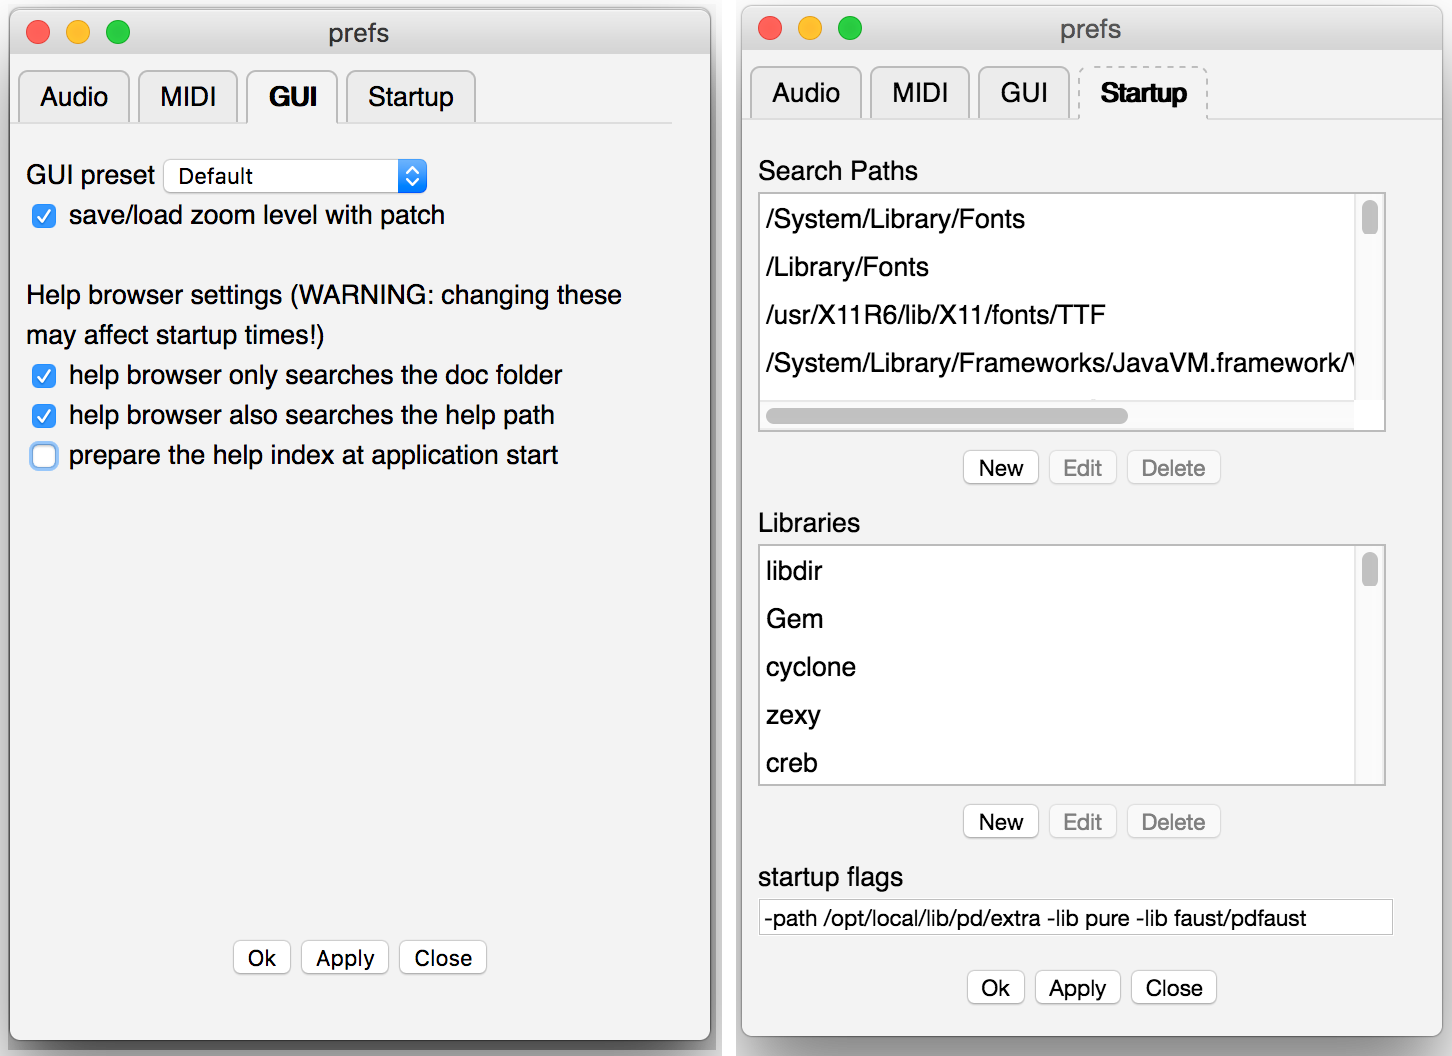 prefs
Audio MIDI GUI Startup
GUI preset Default
save/load zoom level with patch
Help browser settings (WARNING: changing these
may affect startup times!)
help browser only searches the doc folder
help browser also searches the help path
prepare the help index at application start
Ok Apply Close
prefs
Audio MIDI GUI Startup
Search Paths
/System/Library/Fonts
/Library/Fonts
/usr/X11R6/lib/X11/fonts/TTF
/System/Library/Frameworks/JavaVM.framework/
New Edit Delete
Libraries
libdir
Gem
cyclone
zexy
creb
New Edit Delete
startup flags
-path /opt/local/lib/pd/extra -lib pure -lib faust/pdfaust
Ok Apply Close